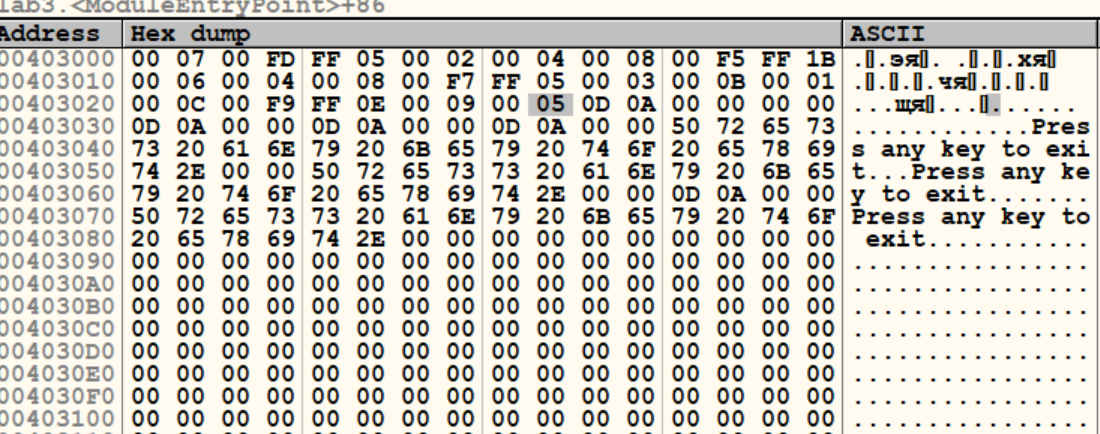 lab3.<ModuleEntryPoint>+86
Address Hex dump ASCII
00403000 00 07 00 FD FF 05 00 02 00 04 00 08 00 F5 FF 1B .▯.эя▯. .▯.▯.хя▯
00403010 00 06 00 04 00 08 00 F7 FF 05 00 03 00 0B 00 01 .▯.▯.▯.чя▯.▯.▯.▯
00403020 00 0C 00 F9 FF 0E 00 09 00 05 0D 0A 00 00 00 00 ...щя▯...▯......
00403030 0D 0A 00 00 0D 0A 00 00 0D 0A 00 00 50 72 65 73 ............Pres
00403040 73 20 61 6E 79 20 6B 65 79 20 74 6F 20 65 78 69 s any key to exi
00403050 74 2E 00 00 50 72 65 73 73 20 61 6E 79 20 6B 65 t...Press any ke
00403060 79 20 74 6F 20 65 78 69 74 2E 00 00 0D 0A 00 00 y to exit.......
00403070 50 72 65 73 73 20 61 6E 79 20 6B 65 79 20 74 6F Press any key to
00403080 20 65 78 69 74 2E 00 00 00 00 00 00 00 00 00 00 exit...........
00403090 00 00 00 00 00 00 00 00 00 00 00 00 00 00 00 00 ................
004030A0 00 00 00 00 00 00 00 00 00 00 00 00 00 00 00 00 ................
004030B0 00 00 00 00 00 00 00 00 00 00 00 00 00 00 00 00 ................
004030C0 00 00 00 00 00 00 00 00 00 00 00 00 00 00 00 00 ................
004030D0 00 00 00 00 00 00 00 00 00 00 00 00 00 00 00 00 ................
004030E0 00 00 00 00 00 00 00 00 00 00 00 00 00 00 00 00 ................
004030F0 00 00 00 00 00 00 00 00 00 00 00 00 00 00 00 00 ................
00403100 00 00 00 00 00 00 00 00 00 00 00 00 00 00 00 00 ................